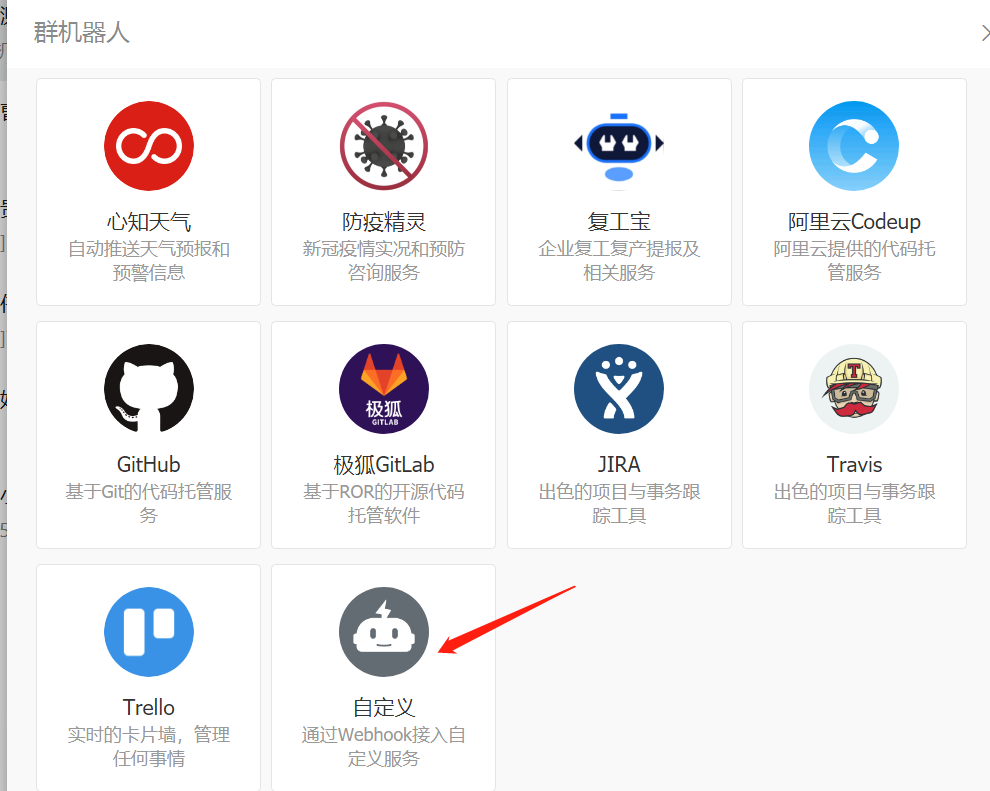 群机器人
心知天气
自动推送天气预报和
预警信息
防疫精灵
新冠疫情实况和预防
咨询服务
复工宝
企业复工复产提报及
相关服务
阿里云Codeup
阿里云提供的代码托
管服务
GitHub
基于Git的代码托管服
务
极狐
GITLAB
极狐GitLab
基于ROR的开源代码
托管软件
JIRA
出色的项目与事务跟
踪工具
T
Travis
出色的项目与事务跟
踪工具
Trello
实时的卡片墙，管理
任何事情
自定义
通过Webhook接入自
定义服务